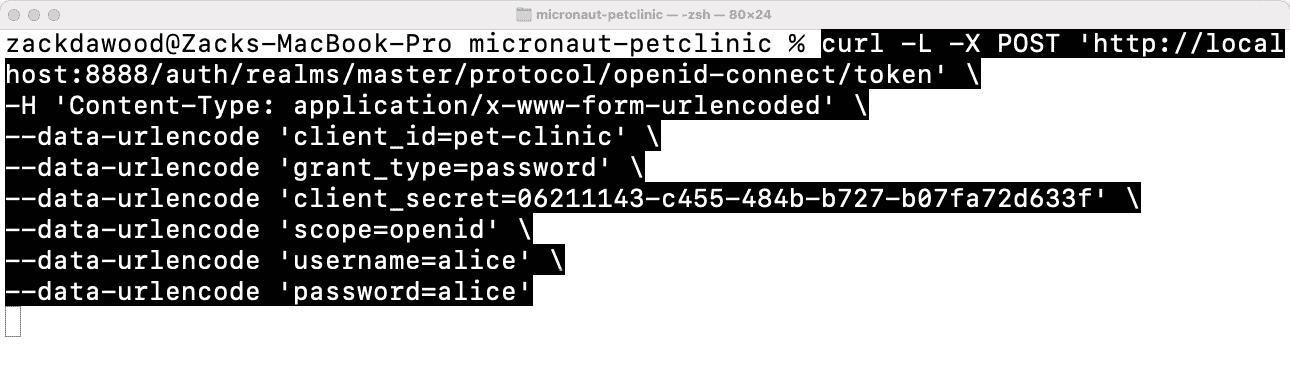 micronaut-petclinic — -zsh — 80×24
zackdawood@Zacks-MacBook-Pro micronaut-petclinic % curl -L -X POST 'http://local
host:8888/auth/realms/master/protocol/openid-connect/token' \
-H 'Content-Type: application/x-www-form-urlencoded' \
--data-urlencode 'client_id=pet-clinic' \
--data-urlencode 'grant_type=password' \
--data-urlencode 'client_secret=06211143-c455-484b-b727-b07fa72d633f' \
--data-urlencode 'scope=openid' \
--data-urlencode 'username=alice' \
--data-urlencode 'password=alice'